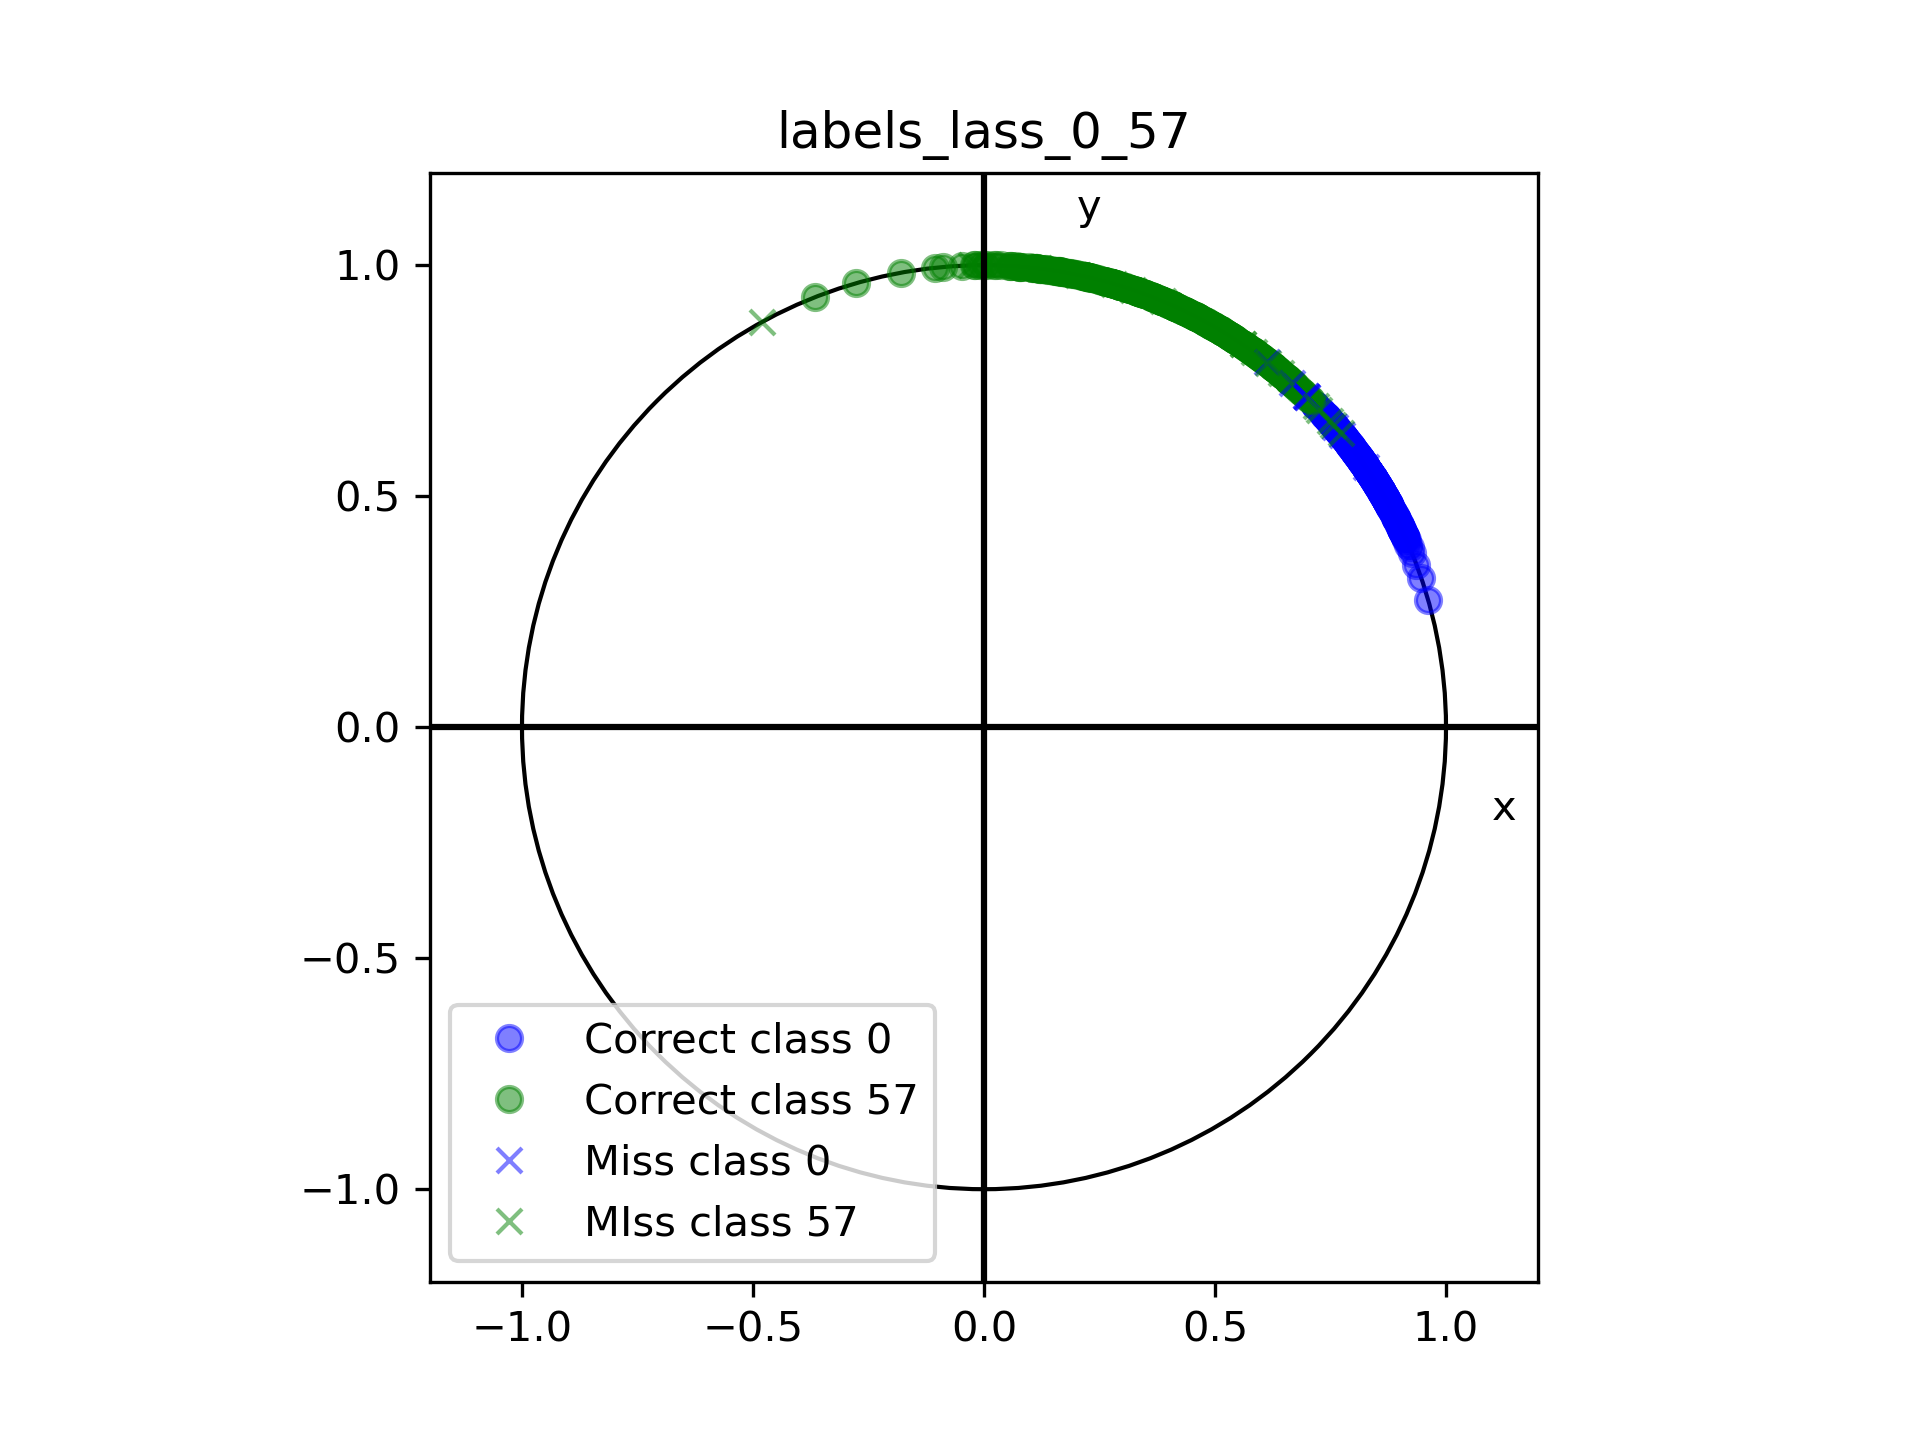 labels_lass_0_57
y
1.0
0.5
0.0
x
−0.5
−1.0
Correct class 0
Correct class 57
Miss class 0
MIss class 57
−1.0 −0.5 0.0 0.5 1.0